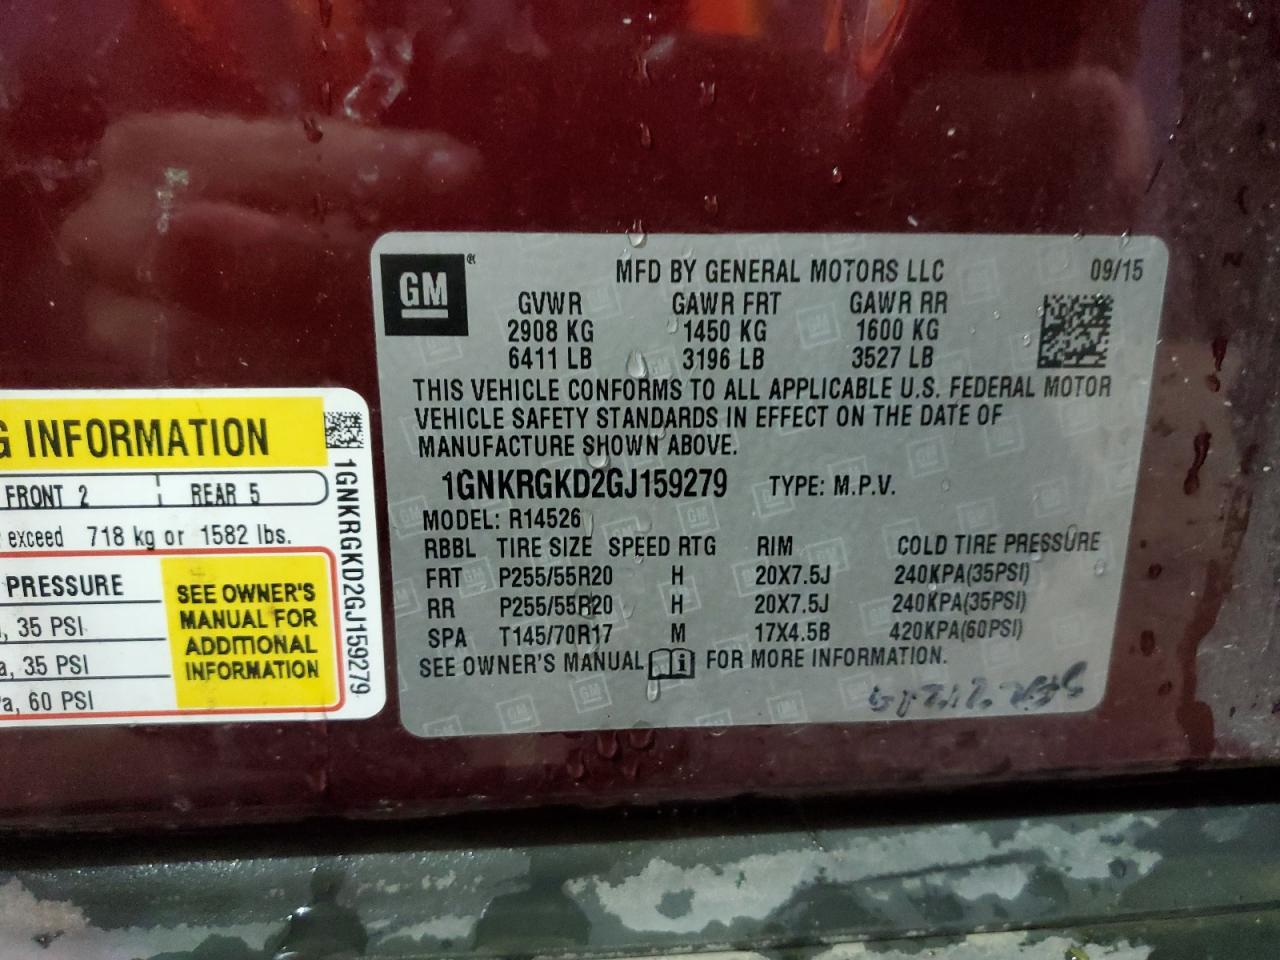 GM®
MFD BY GENERAL MOTORS LLC 09/15
GVWR GAWR FRT GAWR RR
2908 KG 1450 KG 1600 KG
6411 LB 3196 LB 3527 LB
THIS VEHICLE CONFORMS TO ALL APPLICABLE U.S. FEDERAL MOTOR
VEHICLE SAFETY STANDARDS IN EFFECT ON THE DATE OF
MANUFACTURE SHOWN ABOVE.
1GNKRGKD2GJ159279 TYPE: M.P.V.
MODEL: R14526
RBBL TIRE SIZE SPEED RTG RIM COLD TIRE PRESSURE
FRT P255/55R20 H 20X7.5J 240KPA(35PSI)
RR P255/55R20 H 20X7.5J 240KPA(35PSI)
SPA T145/70R17 M 17X4.5B 420KPA(60PSI)
SEE OWNER'S MANUAL FOR MORE INFORMATION.
G INFORMATION
FRONT 2 REAR 5
exceed 718 kg or 1582 lbs.
PRESSURE
, 35 PSI
a, 35 PSI
a, 60 PSI
SEE OWNER'S
MANUAL FOR
ADDITIONAL
INFORMATION
1GNKRGKD2GJ159279